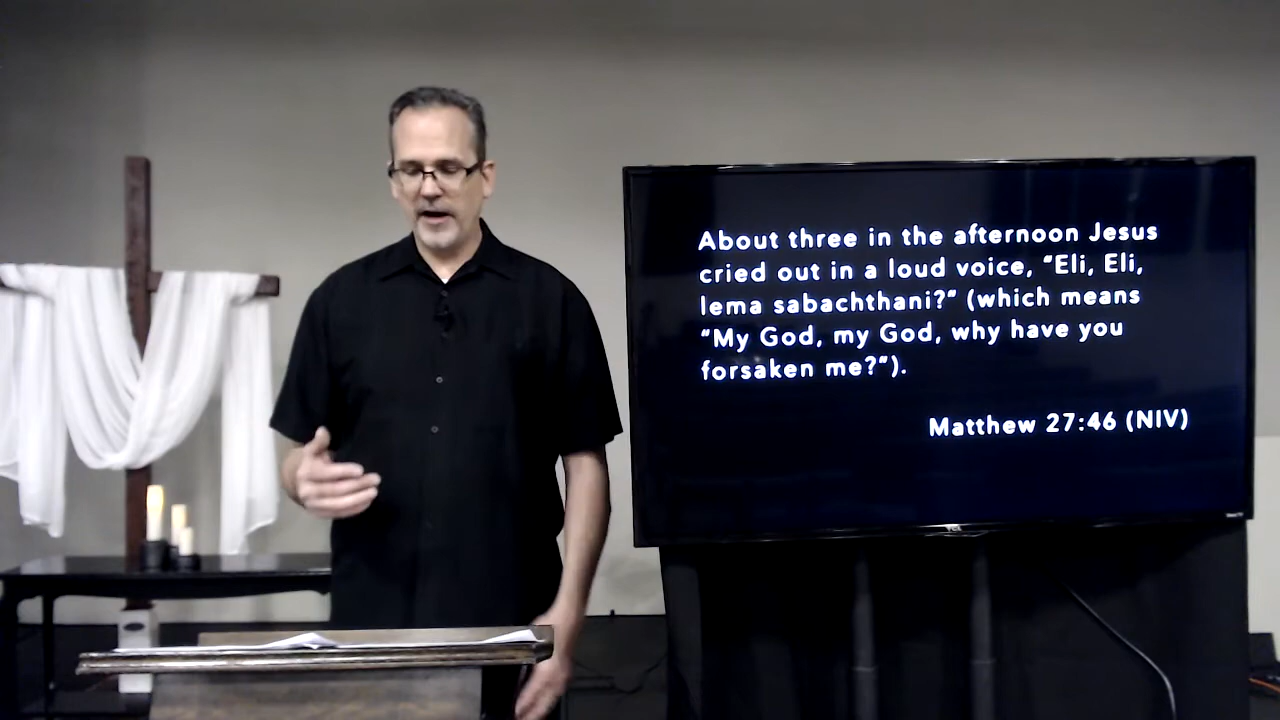 About three in the afternoon Jesus
cried out in a loud voice, "Eli, Eli,
lema sabachthani?" (which means
"My God, my God, why have you
forsaken me?").
Matthew 27:46 (NIV)
TCL